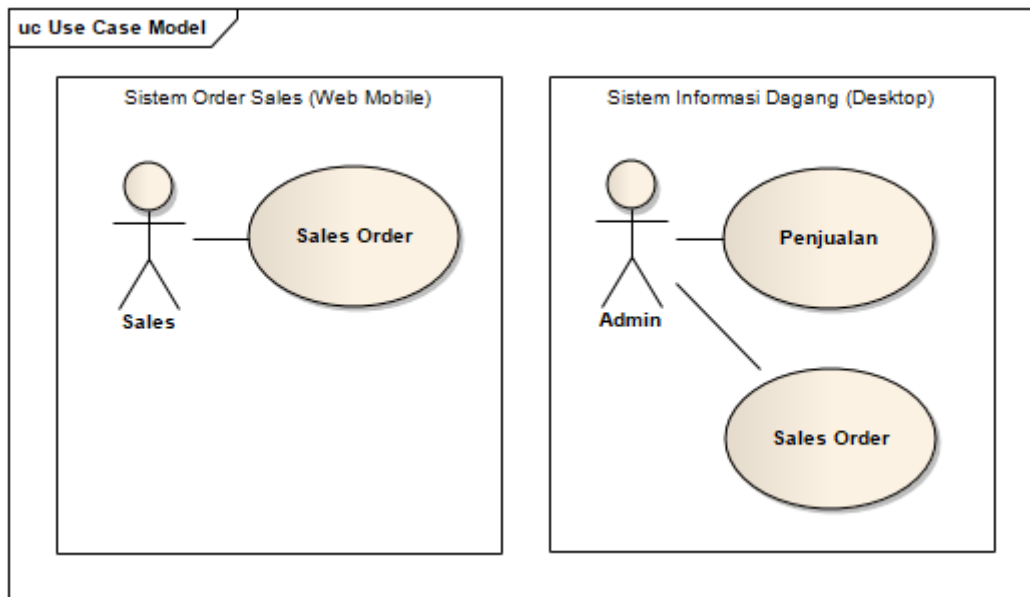 uc Use Case Model
Sistem Order Sales (Web Mobile)
Sales Order
Sales
Sistem Informasi Dagang (Desktop)
Penjualan
Admin
Sales Order